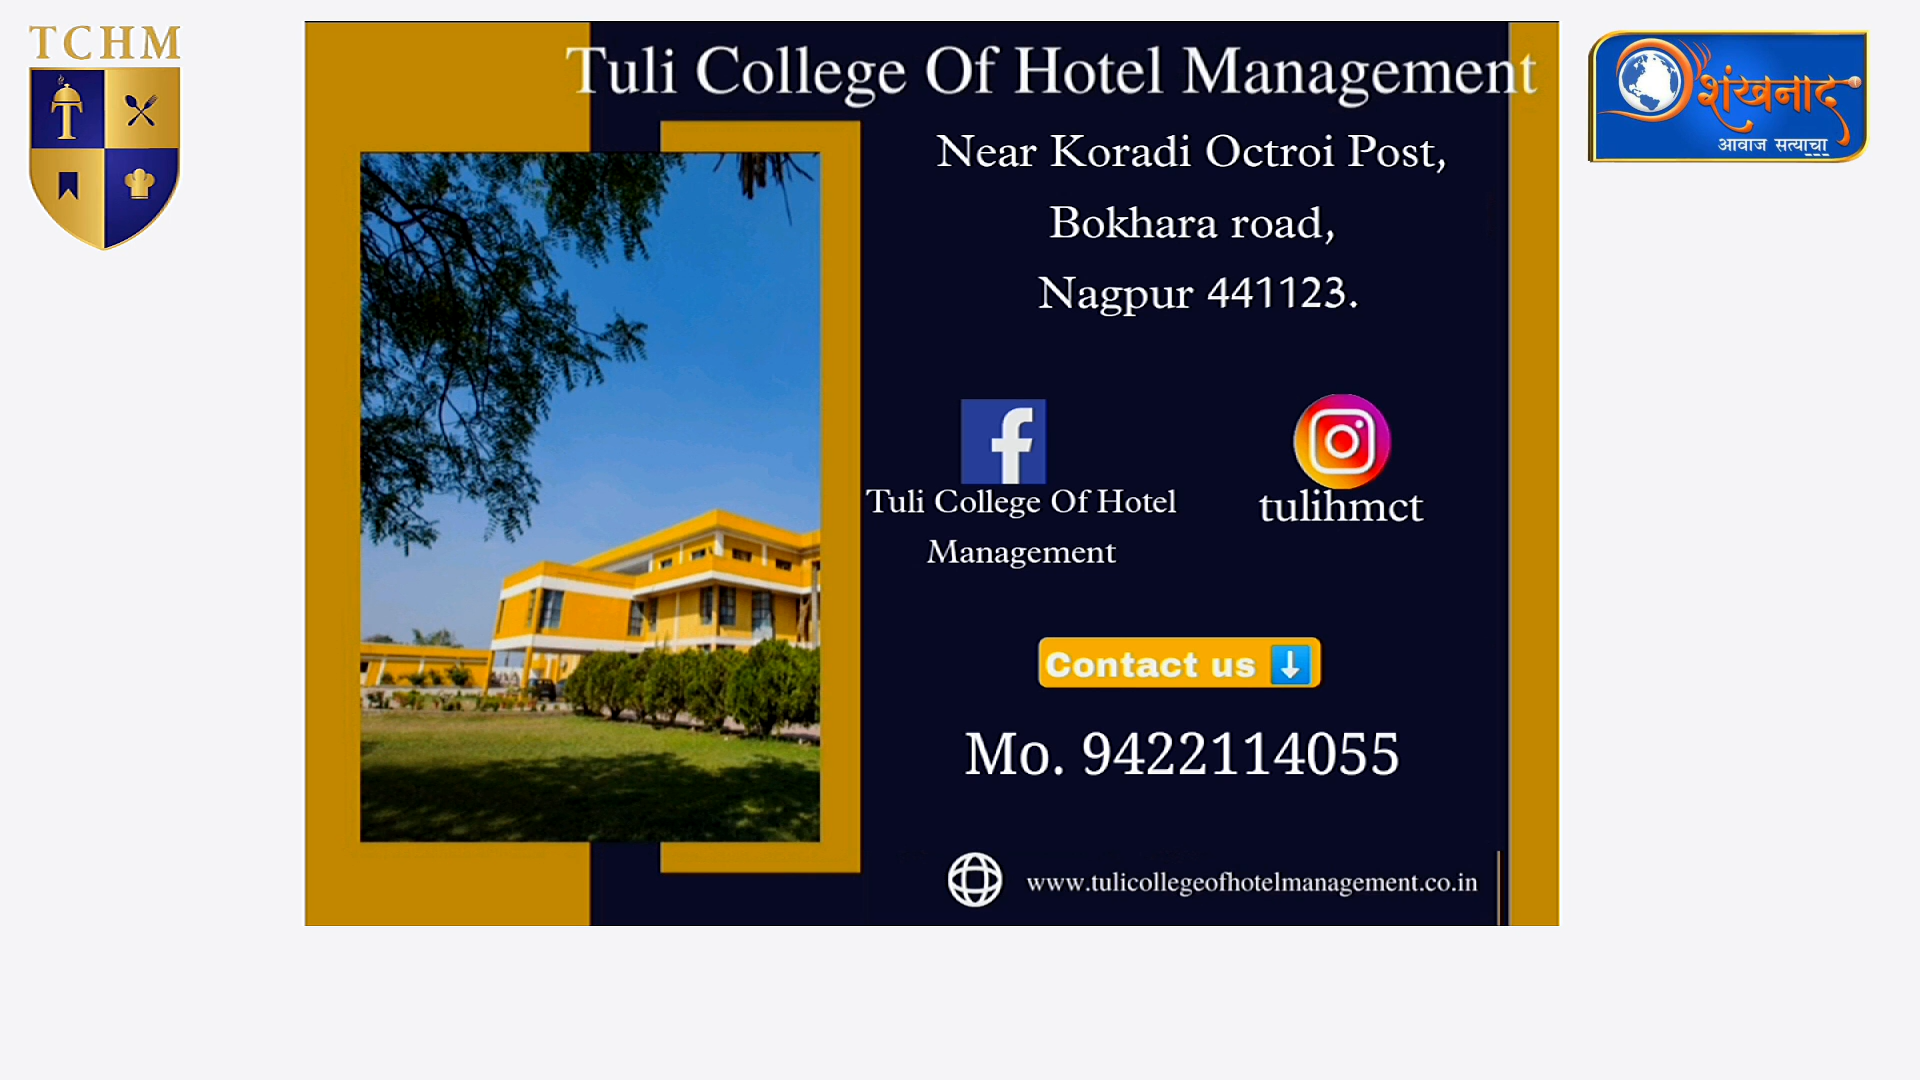 TCHM
T
Tuli College Of Hotel Management
शंखनाद
आवाज सत्याचा
Near Koradi Octroi Post,
Bokhara road,
Nagpur 441123.
Tuli College Of Hotel
Management
tulihmct
Contact us ⬇️
Mo. 9422114055
www.tulicollegeofhotelmanagement.co.in